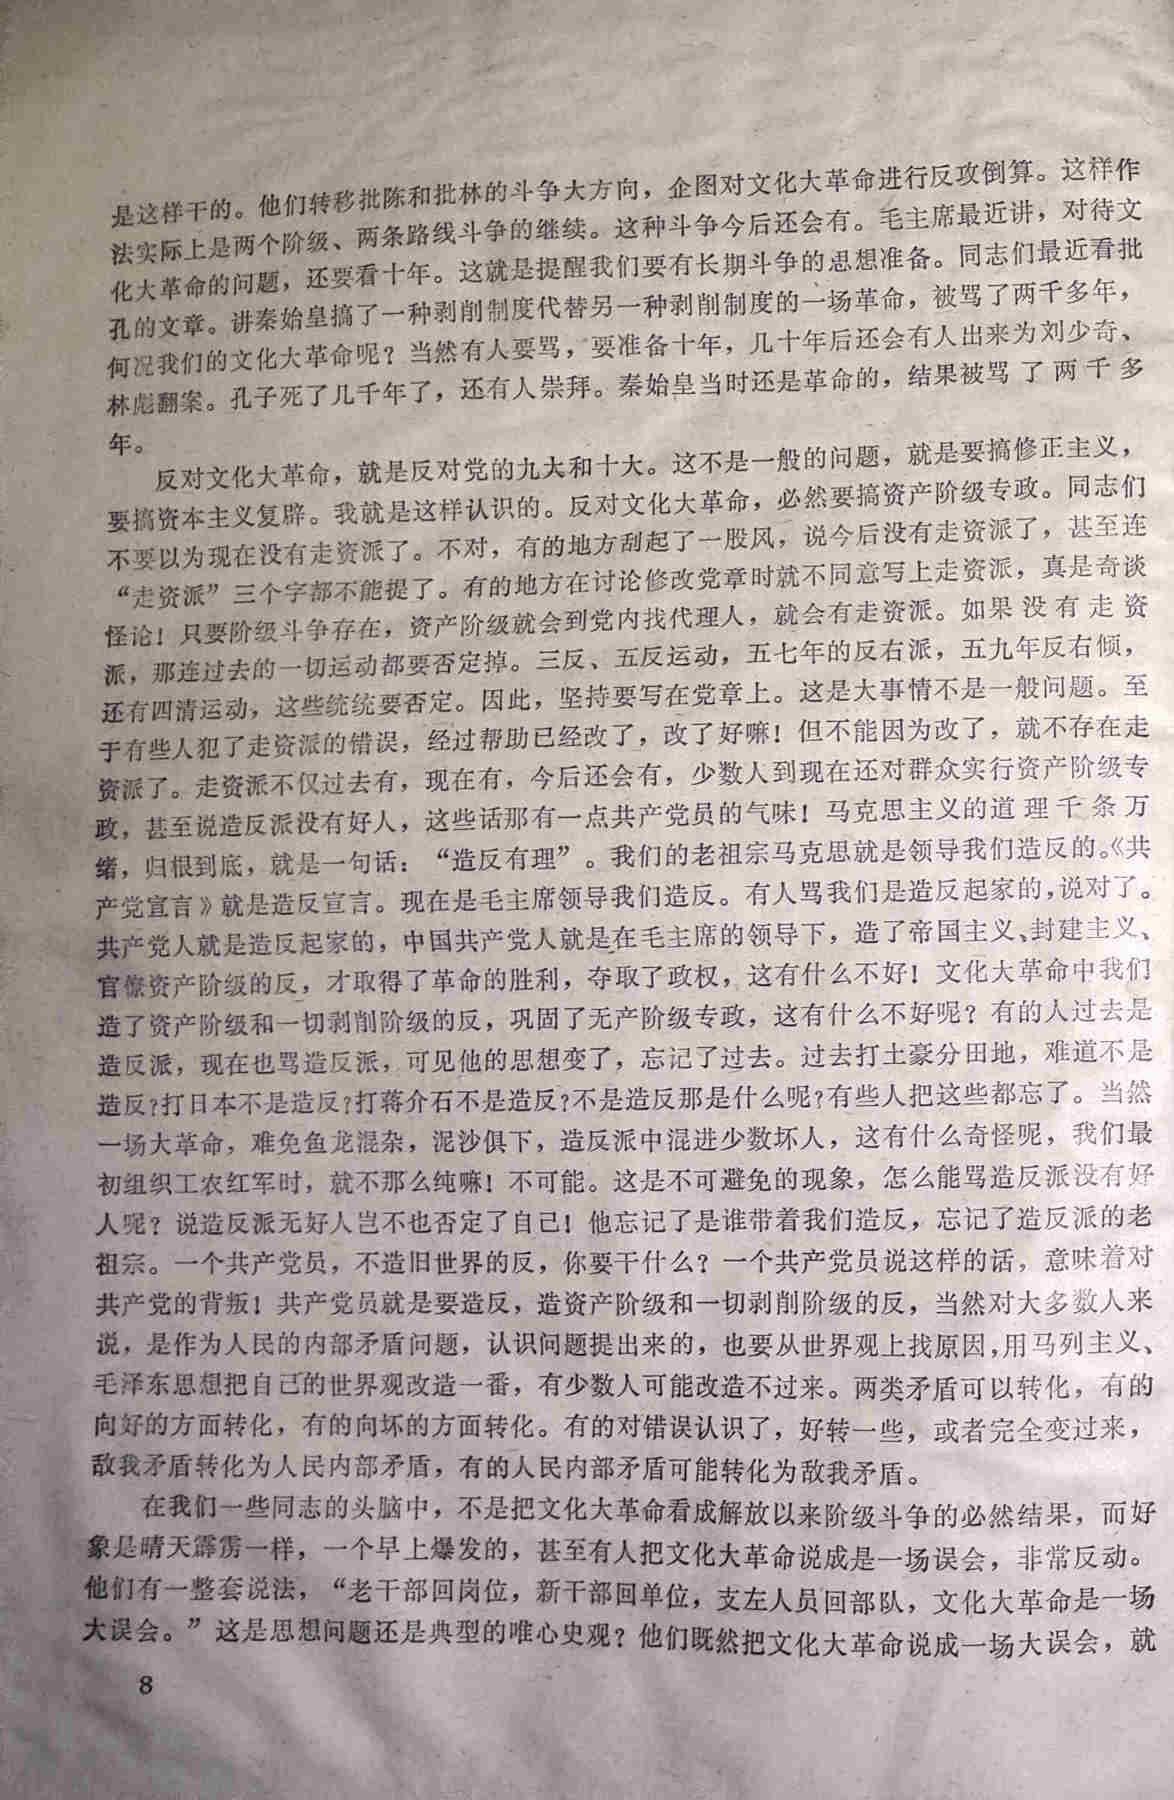 是这样干的。他们转移批陈和批林的斗争大方向，企图对文化大革命进行反攻倒算。这样作
法实际上是两个阶级、两条路线斗争的继续。这种斗争今后还会有。毛主席最近讲，对待文
化大革命的问题，还要看十年。这就是提醒我们要有长期斗争的思想准备。同志们最近看批
孔的文章。讲秦始皇搞了一种剥削制度代替另一种剥削制度的一场革命，被骂了两千多年，
何况我们的文化大革命呢？当然有人要骂，要准备十年，几十年后还会有人出来为刘少奇、
林彪翻案。孔子死了几千年了，还有人崇拜。秦始皇当时还是革命的，结果被骂了两千多
年。
反对文化大革命，就是反对党的九大和十大。这不是一般的问题，就是要搞修正主义，
要搞资本主义复辟。我就是这样认识的。反对文化大革命，必然要搞资产阶级专政。同志们
不要以为现在没有走资派了。不对，有的地方刮起了一股风，说今后没有走资派了，甚至连
“走资派”三个字都不能提了。有的地方在讨论修改党章时就不同意写上走资派，真是奇谈
怪论！只要阶级斗争存在，资产阶级就会到党内找代理人，就会有走资派。如果没有走资
派，那连过去的一切运动都要否定掉。三反、五反运动，五七年的反右派，五九年反右倾，
还有四清运动，这些统统要否定。因此，坚持要写在党章上。这是大事情不是一般问题。至
于有些人犯了走资派的错误，经过帮助已经改了，改了好嘛！但不能因为改了，就不存在走
资派了。走资派不仅过去有，现在有，今后还会有，少数人到现在还对群众实行资产阶级专
政，甚至说造反派没有好人，这些话那有一点共产党员的气味！马克思主义的道理千条万
绪，归根到底，就是一句话：“造反有理”。我们的老祖宗马克思就是领导我们造反的。《共
产党宣言》就是造反宣言。现在是毛主席领导我们造反。有人骂我们是造反起家的，说对了。
共产党人就是造反起家的，中国共产党人就是在毛主席的领导下，造了帝国主义、封建主义、
官僚资产阶级的反，才取得了革命的胜利，夺取了政权，这有什么不好！文化大革命中我们
造了资产阶级和一切剥削阶级的反，巩固了无产阶级专政，这有什么不好呢？有的人过去是
造反派，现在也骂造反派，可见他的思想变了，忘记了过去。过去打土豪分田地，难道不是
造反？打日本不是造反？打蒋介石不是造反？不是造反那是什么呢？有些人把这些都忘了。当然
一场大革命，难免鱼龙混杂，泥沙俱下，造反派中混进少数坏人，这有什么奇怪呢，我们最
初组织工农红军时，就不那么纯嘛！不可能。这是不可避免的现象，怎么能骂造反派没有好
人呢？说造反派无好人岂不也否定了自己！他忘记了是谁带着我们造反，忘记了造反派的老
祖宗。一个共产党员，不造旧世界的反，你要干什么？一个共产党员说这样的话，意味着对
共产党的背叛！共产党员就是要造反，造资产阶级和一切剥削阶级的反，当然对大多数人来
说，是作为人民的内部矛盾问题，认识问题提出来的，也要从世界观上找原因，用马列主义、
毛泽东思想把自己的世界观改造一番，有少数人可能改造不过来。两类矛盾可以转化，有的
向好的方面转化，有的向坏的方面转化。有的对错误认识了，好转一些，或者完全变过来，
敌我矛盾转化为人民内部矛盾，有的人民内部矛盾可能转化为敌我矛盾。
在我们一些同志的头脑中，不是把文化大革命看成解放以来阶级斗争的必然结果，而好
象是晴天霹雳一样，一个早上爆发的，甚至有人把文化大革命说成是一场误会，非常反动。
他们有一整套说法，“老干部回岗位，新干部回单位，支左人员回部队，文化大革命是一场
大误会。”这是思想问题还是典型的唯心史观？他们既然把文化大革命说成一场大误会，就
8